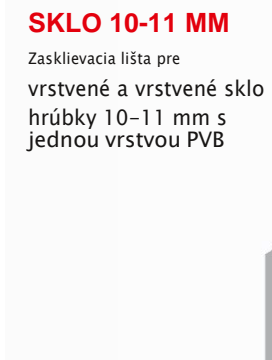 SKLO 10-11 MM
Zasklievacia lišta pre
vrstvené a vrstvené sklo
hrúbky 10–11 mm s
jednou vrstvou PVB